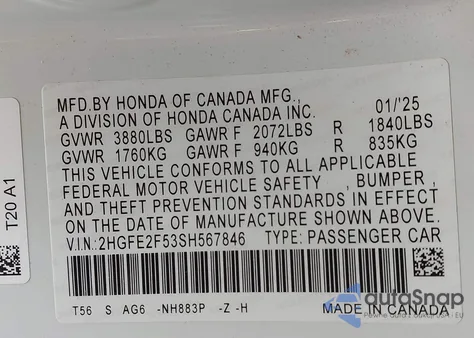 MFD.BY HONDA OF CANADA MFG.,
A DIVISION OF HONDA CANADA INC. 01/'25
GVWR 3880LBS GAWR F 2072LBS R 1840LBS
GVWR 1760KG GAWR F 940KG R 835KG
THIS VEHICLE CONFORMS TO ALL APPLICABLE
FEDERAL MOTOR VEHICLE SAFETY , BUMPER ,
AND THEFT PREVENTION STANDARDS IN EFFECT
ON THE DATE OF MANUFACTURE SHOWN ABOVE.
V.I.N:2HGFE2F53SH567846 TYPE: PASSENGER CAR
T56 S AG6 -NH883P -Z -H MADE IN CANADA
T20 A1
autoSnap